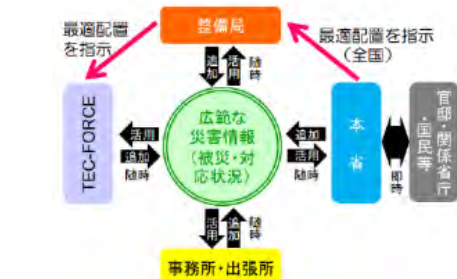 整備局
最適配置
を指示
最適配置を指示
(全国)
追加
活用
随時
TEC-FORCE
活用
追加
随時
広範な
災害情報
(被災・対
応状況)
追加
活用
随時
本省
即時
官邸・関係省庁
・国民等
活用
追加
随時
事務所・出張所